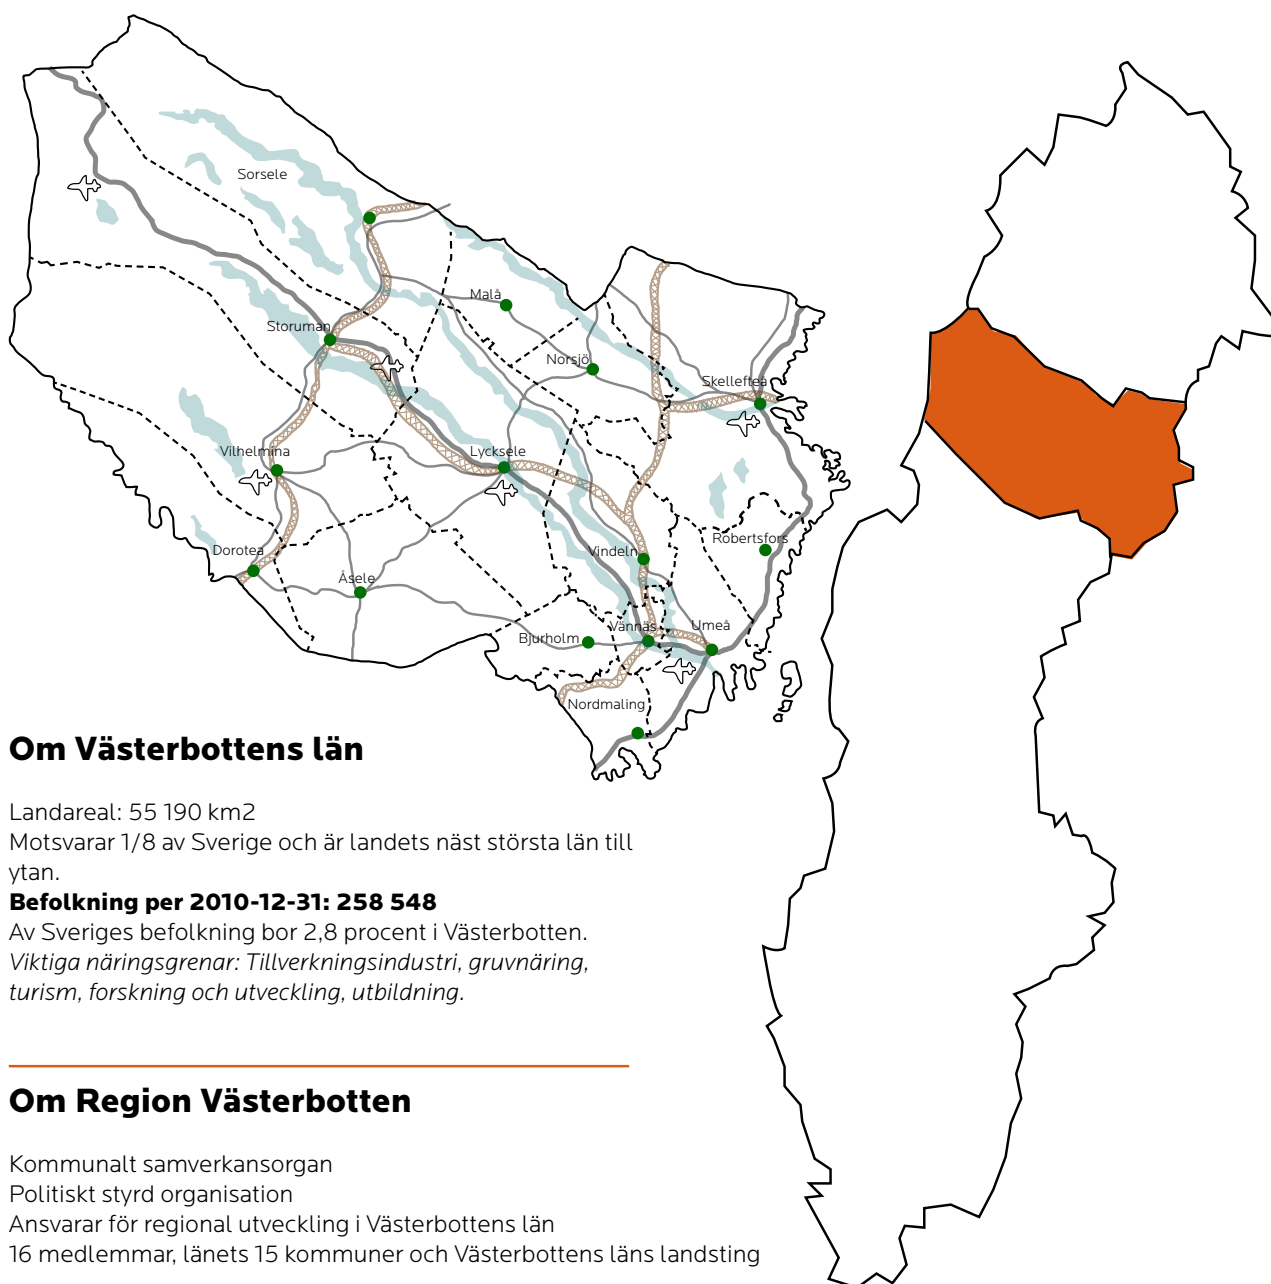 Sorsele
Malå
Storuman
Norsjö
Skellefteå
Vilhelmina
Lycksele
Robertsfors
Dorotea
Vindeln
Åsele
Vännäs
Umeå
Bjurholm
Nordmaling
Om Västerbottens län
Landareal: 55 190 km2
Motsvarar 1/8 av Sverige och är landets näst största län till
ytan.
Befolkning per 2010-12-31: 258 548
Av Sveriges befolkning bor 2,8 procent i Västerbotten.
Viktiga näringsgrenar: Tillverkningsindustri, gruvnäring,
turism, forskning och utveckling, utbildning.
Om Region Västerbotten
Kommunalt samverkansorgan
Politiskt styrd organisation
Ansvarar för regional utveckling i Västerbottens län
16 medlemmar, länets 15 kommuner och Västerbottens läns landsting